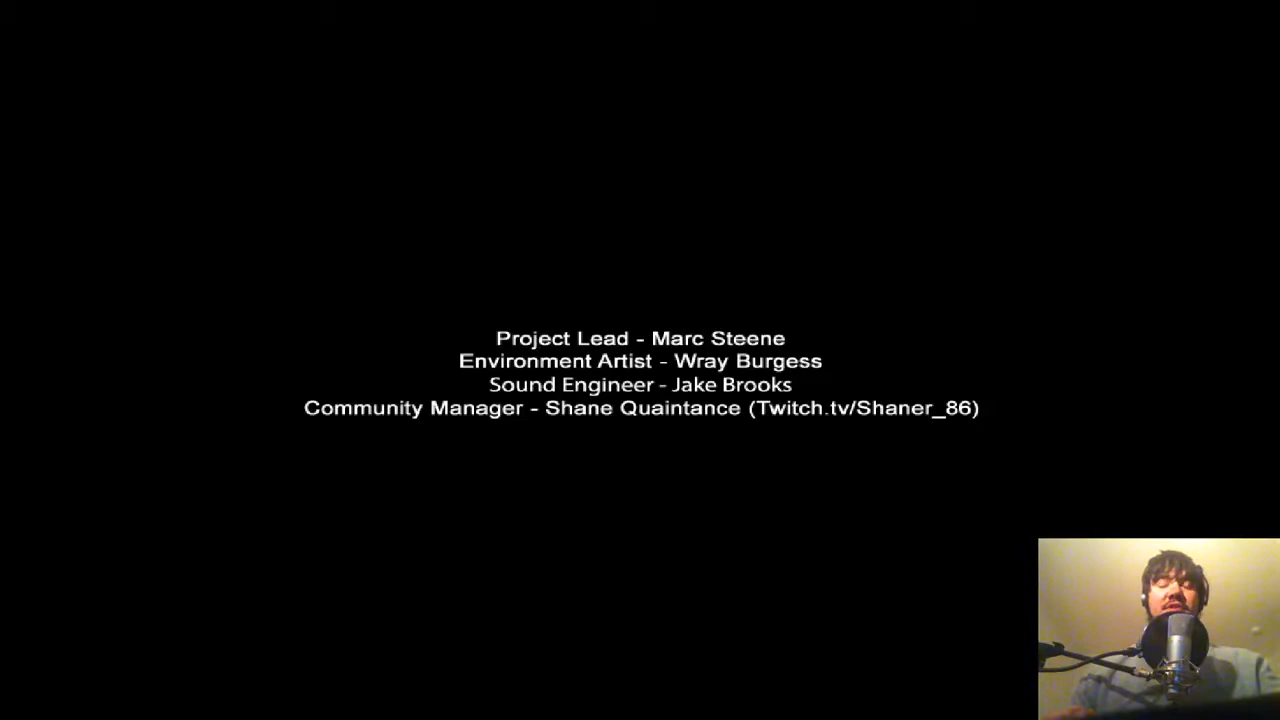 Project Lead - Marc Steene
Environment Artist - Wray Burgess
Sound Engineer - Jake Brooks
Community Manager - Shane Quaintance (Twitch.tv/Shaner_86)